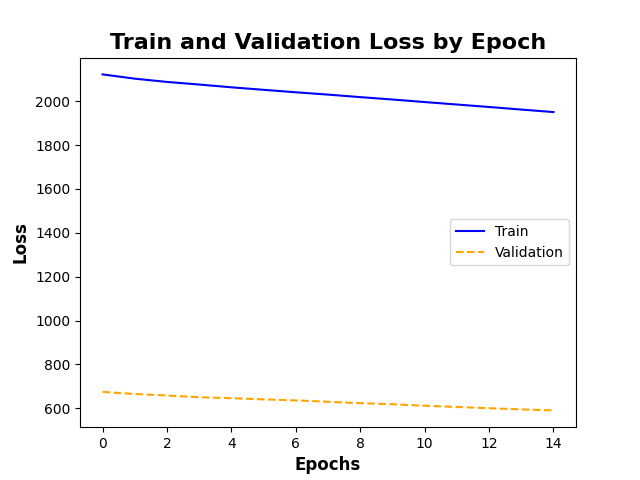 Train and Validation Loss by Epoch
2000
1800
1600
1400
1200
1000
800
600
Loss
Train
Validation
0 2 4 6 8 10 12 14
Epochs